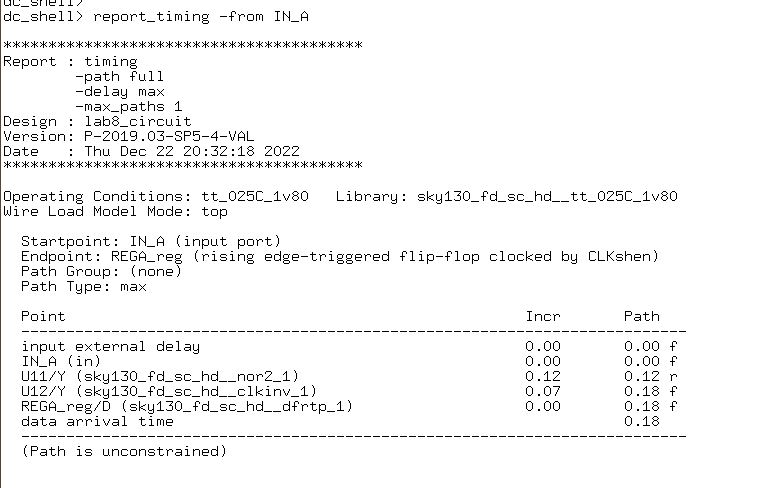 dc_shell>
dc_shell> report_timing -from IN_A
****************************************
Report : timing
        -path full
        -delay max
        -max_paths 1
Design : lab8_circuit
Version: P-2019.03-SP5-4-VAL
Date   : Thu Dec 22 20:32:18 2022
****************************************
Operating Conditions: tt_025C_1v80   Library: sky130_fd_sc_hd__tt_025C_1v80
Wire Load Model Mode: top
  Startpoint: IN_A (input port)
  Endpoint: REGA_reg (rising edge-triggered flip-flop clocked by CLKshen)
  Path Group: (none)
  Path Type: max
  Point                                                   Incr       Path
  --------------------------------------------------------------------------
  input external delay                                    0.00       0.00 f
  IN_A (in)                                               0.00       0.00 f
  U11/Y (sky130_fd_sc_hd__nor2_1)                         0.12       0.12 r
  U12/Y (sky130_fd_sc_hd__clkinv_1)                       0.07       0.18 f
  REGA_reg/D (sky130_fd_sc_hd__dfrtp_1)                   0.00       0.18 f
  data arrival time                                                  0.18
  --------------------------------------------------------------------------
  (Path is unconstrained)